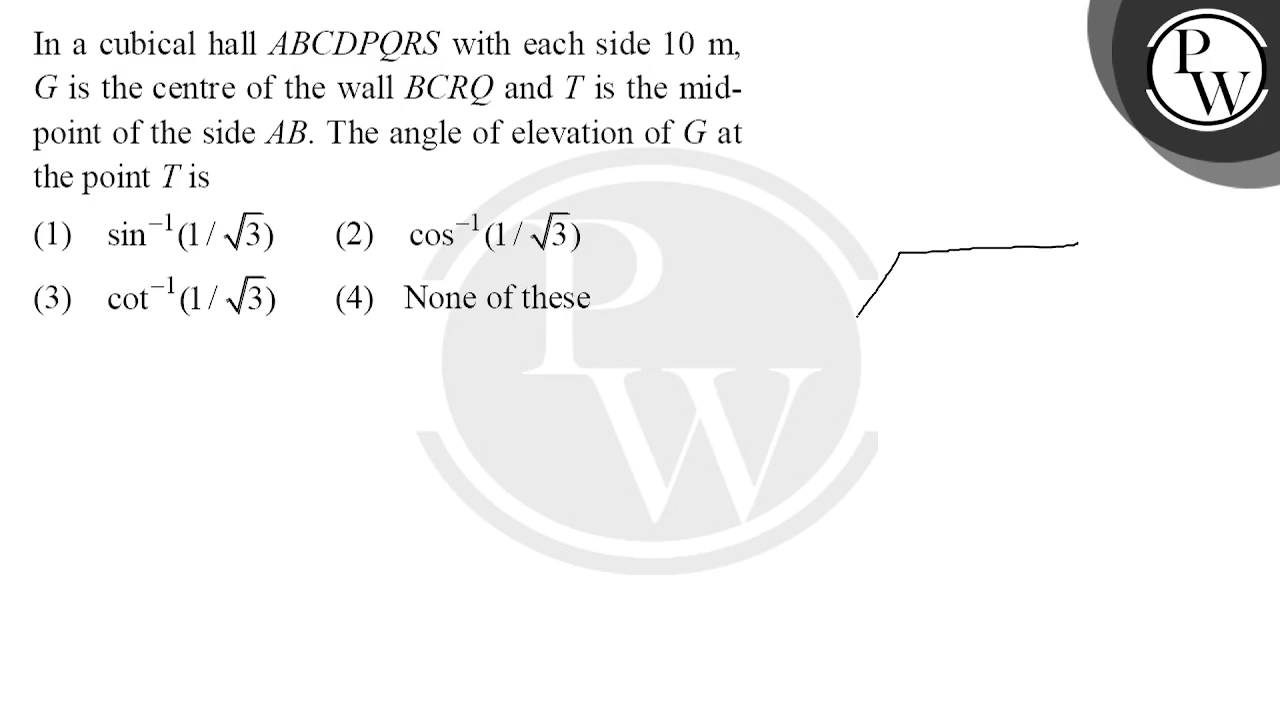 In a cubical hall ABCDPQRS with each side 10 m,
G is the centre of the wall BCRQ and T is the mid-
point of the side AB. The angle of elevation of G at
the point T is
(1) sin⁻¹(1/√3) (2) cos⁻¹(1/√3)
(3) cot⁻¹(1/√3) (4) None of these
PW
PW